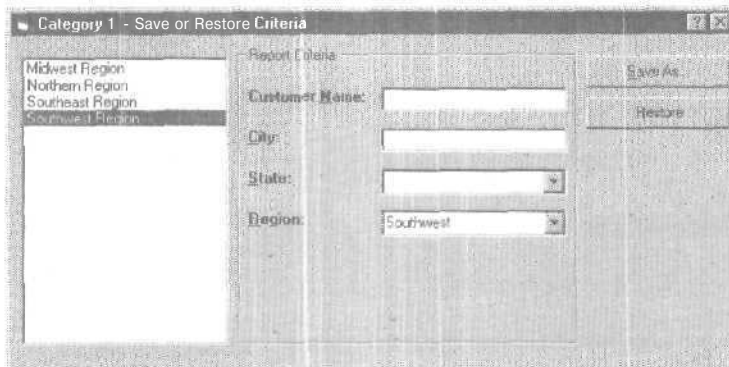 Category 1 - Save or Restore Criteria
Midwest Region
Northern Region
Southeast Region
Southwest Region
Report Criteria
Customer Name:
City:
State:
Region:
Southwest
Save As...
Restore